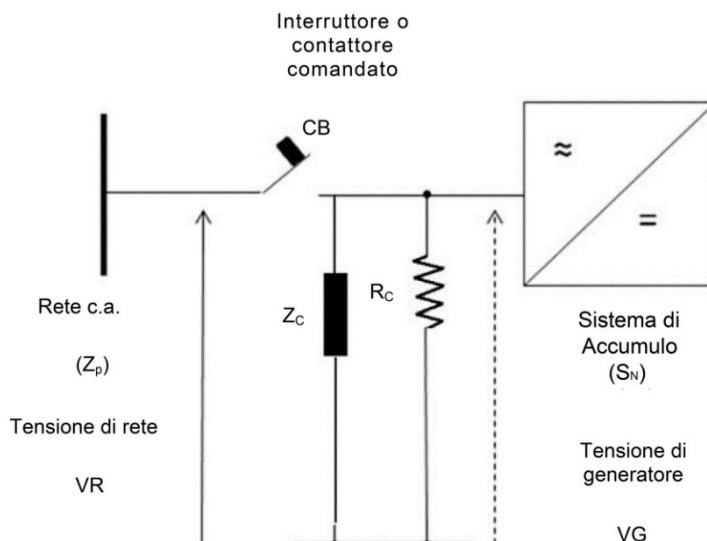 Interruttore o
contattore
comandato
CB
≈
=
Rete c.a.
(Zp)
Tensione di rete
VR
ZC
RC
Sistema di
Accumulo
(SN)
Tensione di
generatore
VG